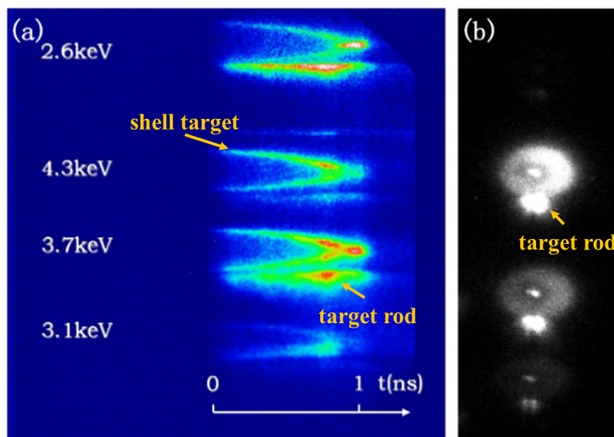 (a)
2.6keV
shell target
4.3keV
3.7keV
target rod
3.1keV
0 1 t(ns)
(b)
target rod